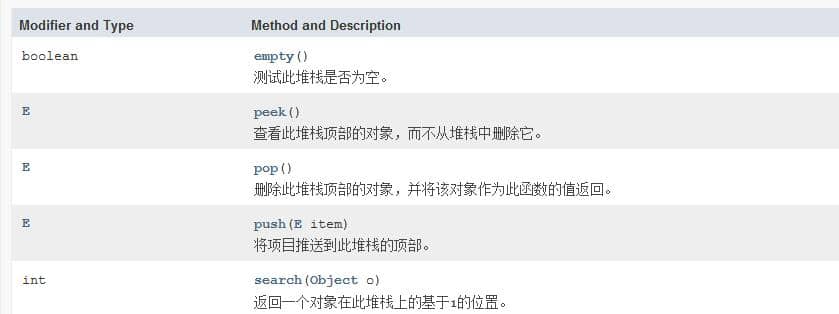 Modifier and Type Method and Description
boolean empty()
测试此堆栈是否为空。
E peek()
查看此堆栈顶部的对象，而不从堆栈中删除它。
E pop()
删除此堆栈顶部的对象，并将该对象作为此函数的值返回。
E push(E item)
将项目推送到此堆栈的顶部。
int search(Object o)
返回一个对象在此堆栈上的基于1的位置。